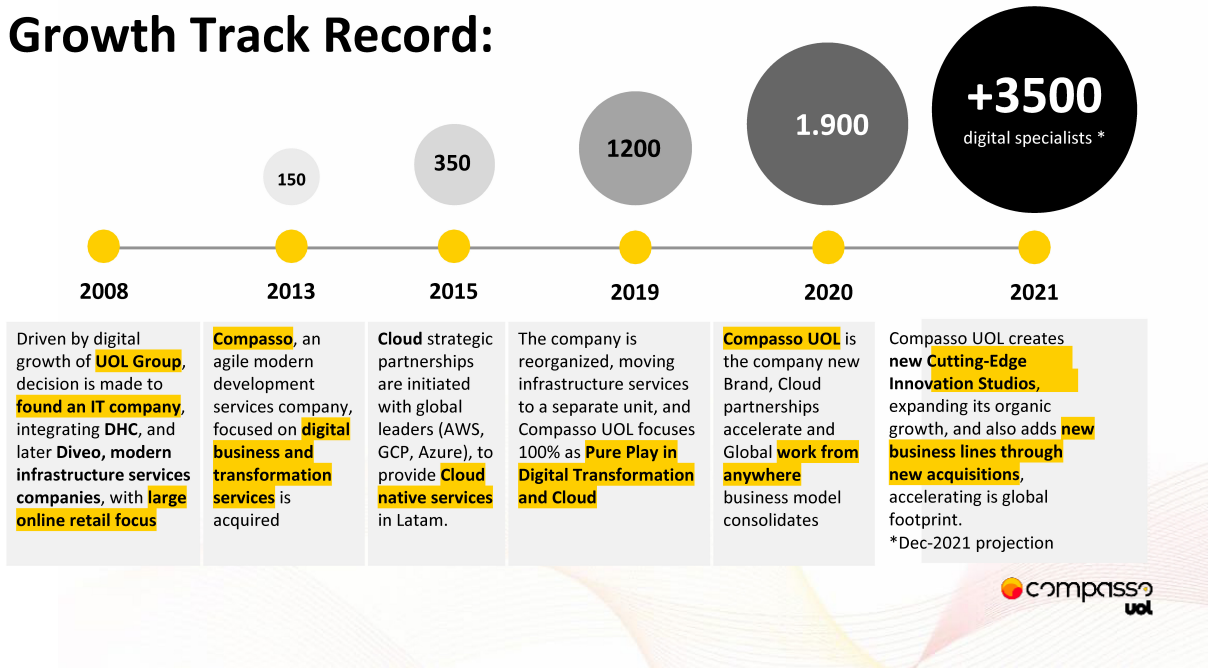 Growth Track Record:
150
350
1200
1.900
+3500
digital specialists *
2008
2013
2015
2019
2020
2021
Driven by digital
growth of UOL Group,
decision is made to
found an IT company,
integrating DHC, and
later Diveo, modern
infrastructure services
companies, with large
online retail focus
Compasso, an
agile modern
development
services company,
focused on digital
business and
transformation
services is
acquired
Cloud strategic
partnerships
are initiated
with global
leaders (AWS,
GCP, Azure), to
provide Cloud
native services
in Latam.
The company is
reorganized, moving
infrastructure services
to a separate unit, and
Compasso UOL focuses
100% as Pure Play in
Digital Transformation
and Cloud
Compasso UOL is
the company new
Brand, Cloud
partnerships
accelerate and
Global work from
anywhere
business model
consolidates
Compasso UOL creates
new Cutting-Edge
Innovation Studios,
expanding its organic
growth, and also adds new
business lines through
new acquisitions,
accelerating is global
footprint.
*Dec-2021 projection
compasso
uol